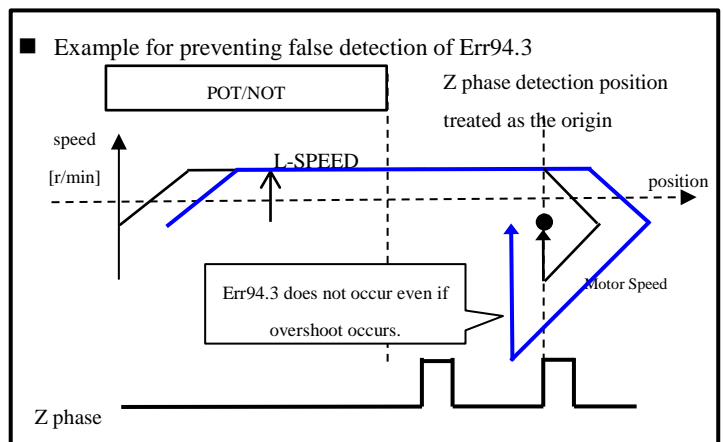 ■ Example for preventing false detection of Err94.3
POT/NOT
Z phase detection position
treated as the origin
speed
[r/min]
L-SPEED
position
Err94.3 does not occur even if
overshoot occurs.
Motor Speed
Z phase